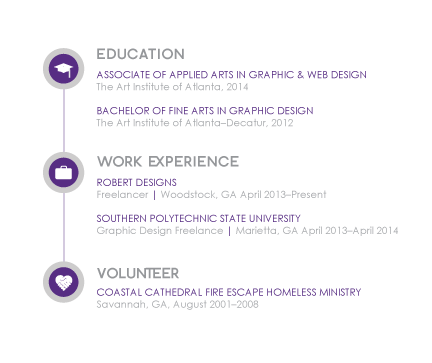 EDUCATION
ASSOCIATE OF APPLIED ARTS IN GRAPHIC & WEB DESIGN
The Art Institute of Atlanta, 2014
BACHELOR OF FINE ARTS IN GRAPHIC DESIGN
The Art Institute of Atlanta–Decatur, 2012
WORK EXPERIENCE
ROBERT DESIGNS
Freelancer | Woodstock, GA April 2013–Present
SOUTHERN POLYTECHNIC STATE UNIVERSITY
Graphic Design Freelance | Marietta, GA April 2013–April 2014
VOLUNTEER
COASTAL CATHEDRAL FIRE ESCAPE HOMELESS MINISTRY
Savannah, GA, August 2001–2008